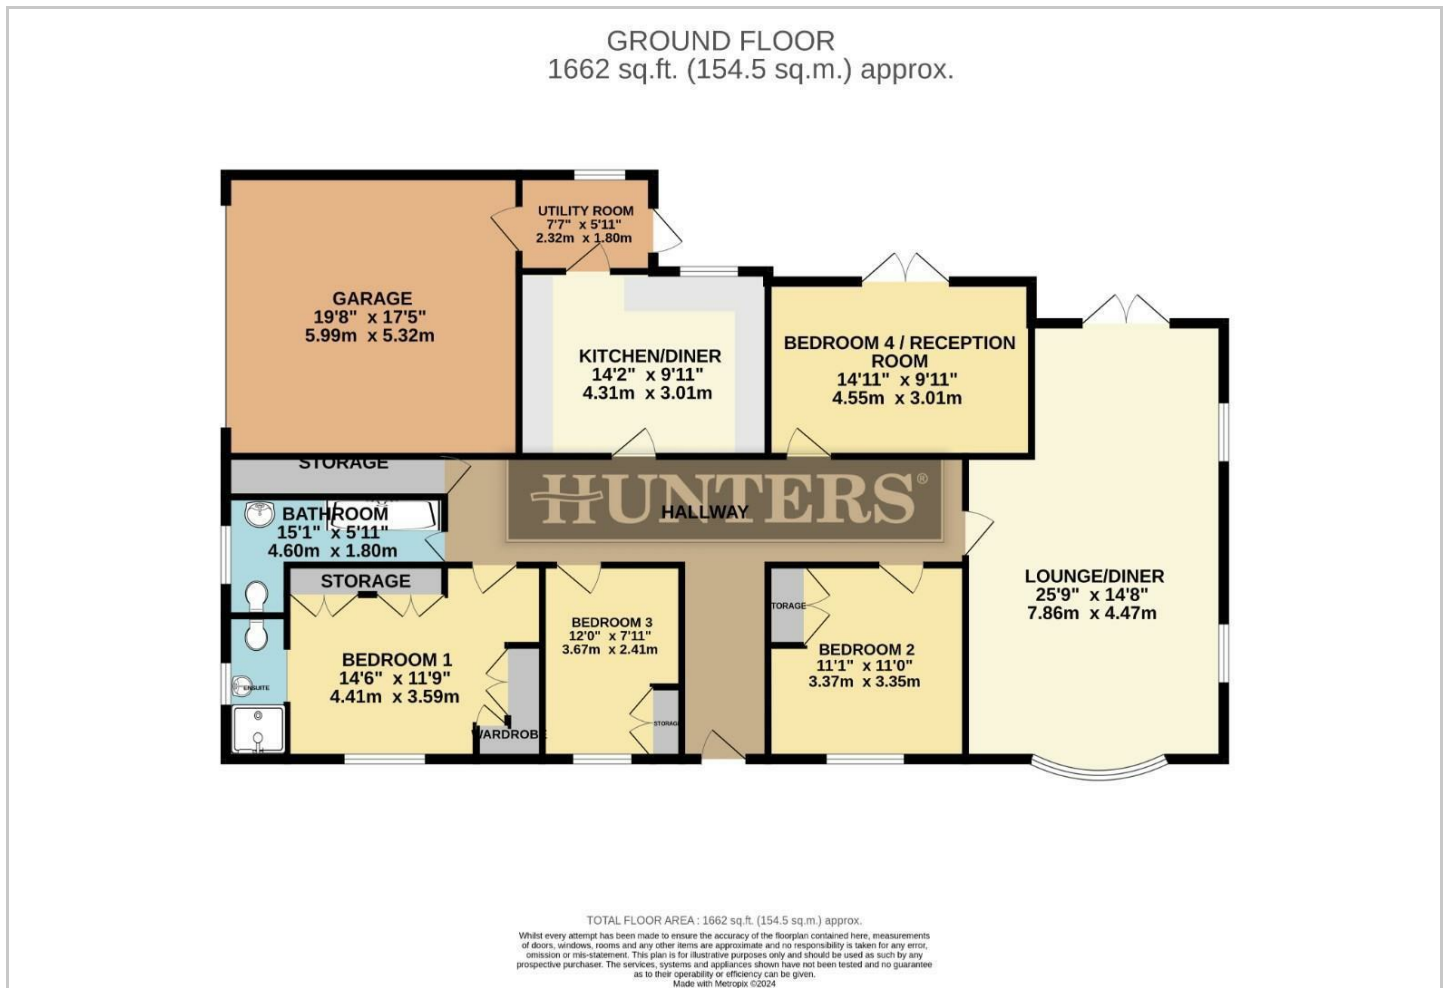 GROUND FLOOR
1662 sq.ft. (154.5 sq.m.) approx.
UTILITY ROOM
7'7" x 5'11"
2.32m x 1.80m
GARAGE
19'8" x 17'5"
5.99m x 5.32m
KITCHEN/DINER
14'2" x 9'11"
4.31m x 3.01m
BEDROOM 4 / RECEPTION
ROOM
14'11" x 9'11"
4.55m x 3.01m
STORAGE
HUNTERS®
HALLWAY
BATHROOM
15'1" x 5'11"
4.60m x 1.80m
STORAGE
LOUNGE/DINER
25'9" x 14'8"
7.86m x 4.47m
TORAGE
BEDROOM 3
12'0" x 7'11"
3.67m x 2.41m
BEDROOM 2
11'1" x 11'0"
3.37m x 3.35m
BEDROOM 1
14'6" x 11'9"
4.41m x 3.59m
ENSUITE
STORAGE
WARDROBE
TOTAL FLOOR AREA : 1662 sq.ft. (154.5 sq.m.) approx.
Whilst every attempt has been made to ensure the accuracy of the floorplan contained here, measurements
of doors, windows, rooms and any other items are approximate and no responsibility is taken for any error,
omission or mis-statement. This plan is for illustrative purposes only and should be used as such by any
prospective purchaser. The services, systems and appliances shown have not been tested and no guarantee
as to their operability or efficiency can be given.
Made with Metropix ©2024